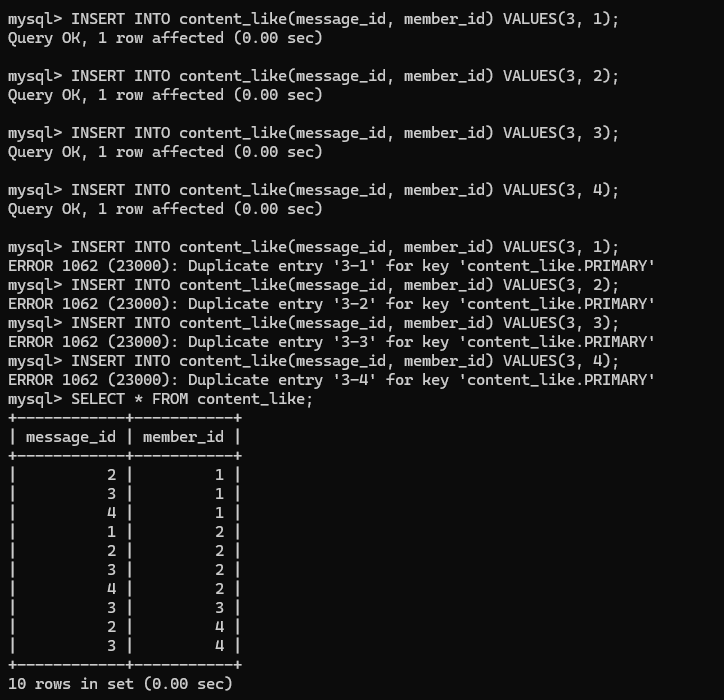 mysql> INSERT INTO content_like(message_id, member_id) VALUES(3, 1);
Query OK, 1 row affected (0.00 sec)

mysql> INSERT INTO content_like(message_id, member_id) VALUES(3, 2);
Query OK, 1 row affected (0.00 sec)

mysql> INSERT INTO content_like(message_id, member_id) VALUES(3, 3);
Query OK, 1 row affected (0.00 sec)

mysql> INSERT INTO content_like(message_id, member_id) VALUES(3, 4);
Query OK, 1 row affected (0.00 sec)

mysql> INSERT INTO content_like(message_id, member_id) VALUES(3, 1);
ERROR 1062 (23000): Duplicate entry '3-1' for key 'content_like.PRIMARY'
mysql> INSERT INTO content_like(message_id, member_id) VALUES(3, 2);
ERROR 1062 (23000): Duplicate entry '3-2' for key 'content_like.PRIMARY'
mysql> INSERT INTO content_like(message_id, member_id) VALUES(3, 3);
ERROR 1062 (23000): Duplicate entry '3-3' for key 'content_like.PRIMARY'
mysql> INSERT INTO content_like(message_id, member_id) VALUES(3, 4);
ERROR 1062 (23000): Duplicate entry '3-4' for key 'content_like.PRIMARY'
mysql> SELECT * FROM content_like;
+------------+-----------+
| message_id | member_id |
+------------+-----------+
|          2 |         1 |
|          3 |         1 |
|          4 |         1 |
|          1 |         2 |
|          2 |         2 |
|          3 |         2 |
|          4 |         2 |
|          3 |         3 |
|          2 |         4 |
|          3 |         4 |
+------------+-----------+
10 rows in set (0.00 sec)